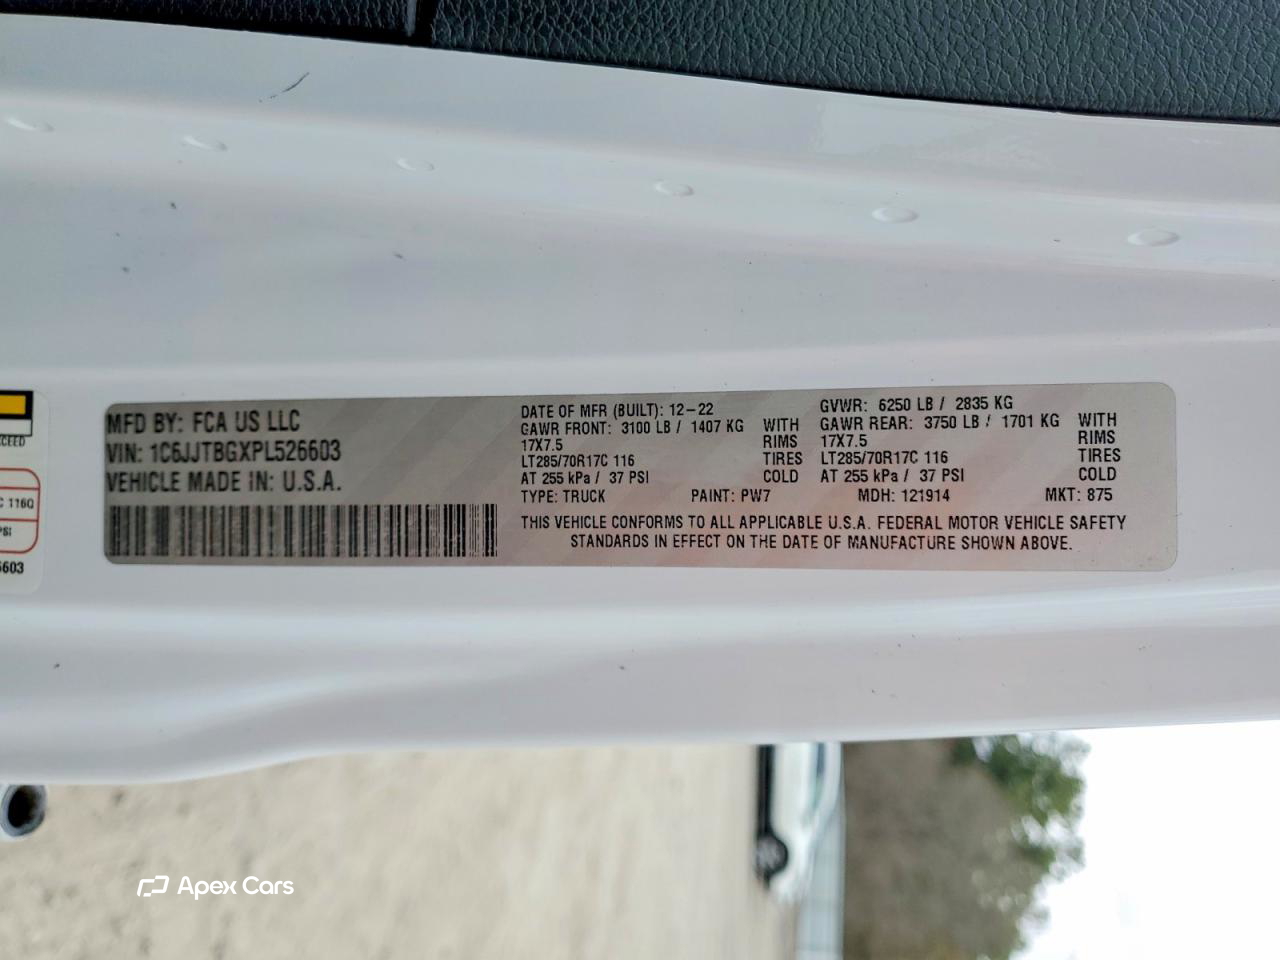 MFD BY: FCA US LLC
VIN: 1C6JJTBGXPL526603
VEHICLE MADE IN: U.S.A.
DATE OF MFR (BUILT): 12-22
GAWR FRONT: 3100 LB / 1407 KG WITH
17X7.5 RIMS
LT285/70R17C 116 TIRES
AT 255 kPa / 37 PSI COLD
GVWR: 6250 LB / 2835 KG
GAWR REAR: 3750 LB / 1701 KG WITH
17X7.5 RIMS
LT285/70R17C 116 TIRES
AT 255 kPa / 37 PSI COLD
TYPE: TRUCK PAINT: PW7 MDH: 121914 MKT: 875
THIS VEHICLE CONFORMS TO ALL APPLICABLE U.S.A. FEDERAL MOTOR VEHICLE SAFETY
STANDARDS IN EFFECT ON THE DATE OF MANUFACTURE SHOWN ABOVE.
C 116Q
PSI
6603
Apex Cars